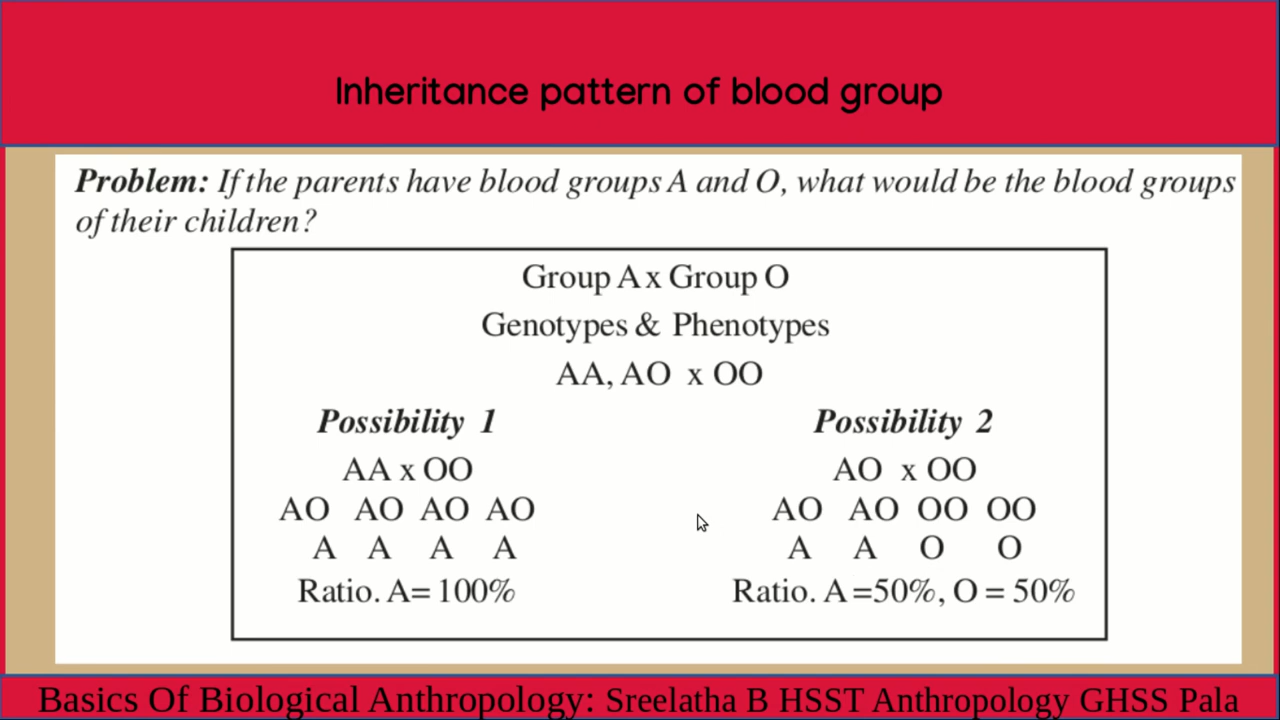 Inheritance pattern of blood group
Problem: If the parents have blood groups A and O, what would be the blood groups
of their children?
Group A x Group O
Genotypes & Phenotypes
AA, AO x OO
Possibility 1
AA x OO
AO AO AO AO
A A A A
Ratio. A= 100%
Possibility 2
AO x OO
AO AO OO OO
A A O O
Ratio. A =50%, O = 50%
Basics Of Biological Anthropology: Sreelatha B HSST Anthropology GHSS Pala